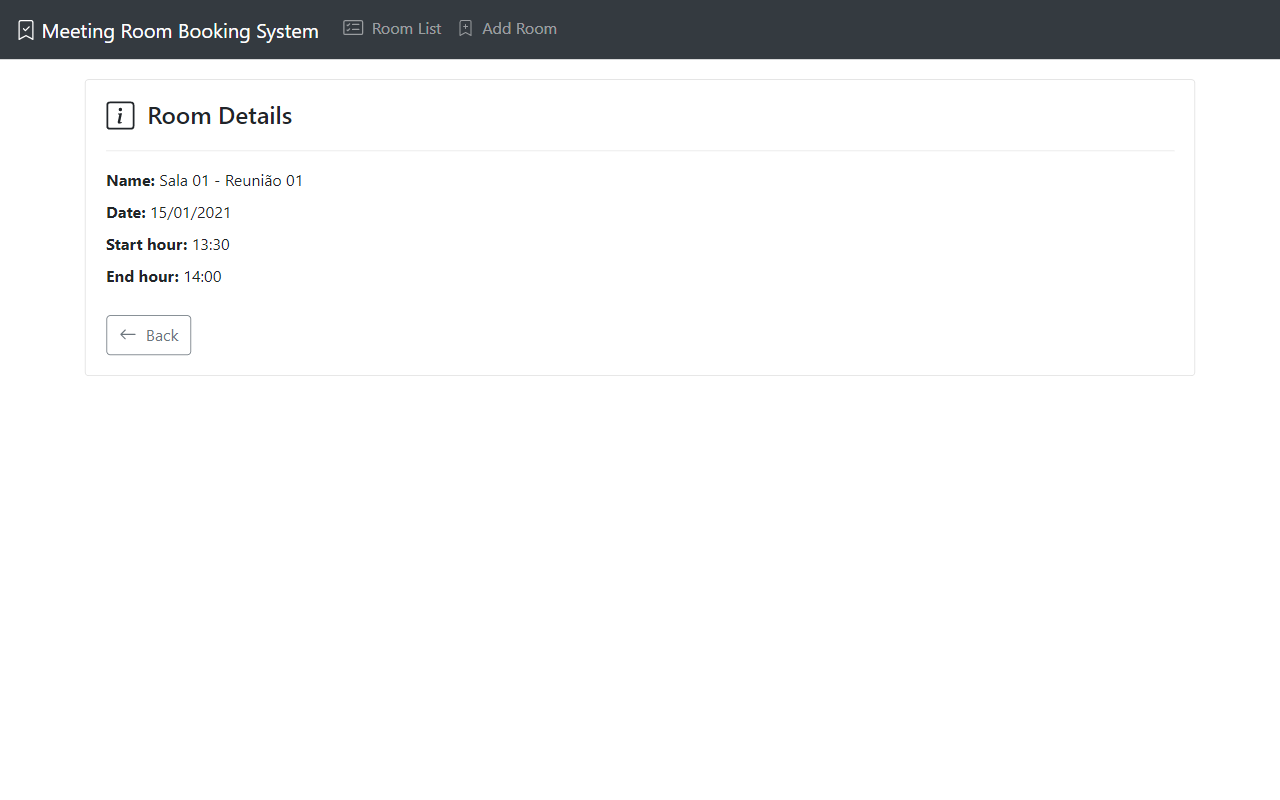 Meeting Room Booking System Room List Add Room
Room Details
Name: Sala 01 - Reunião 01
Date: 15/01/2021
Start hour: 13:30
End hour: 14:00
Back